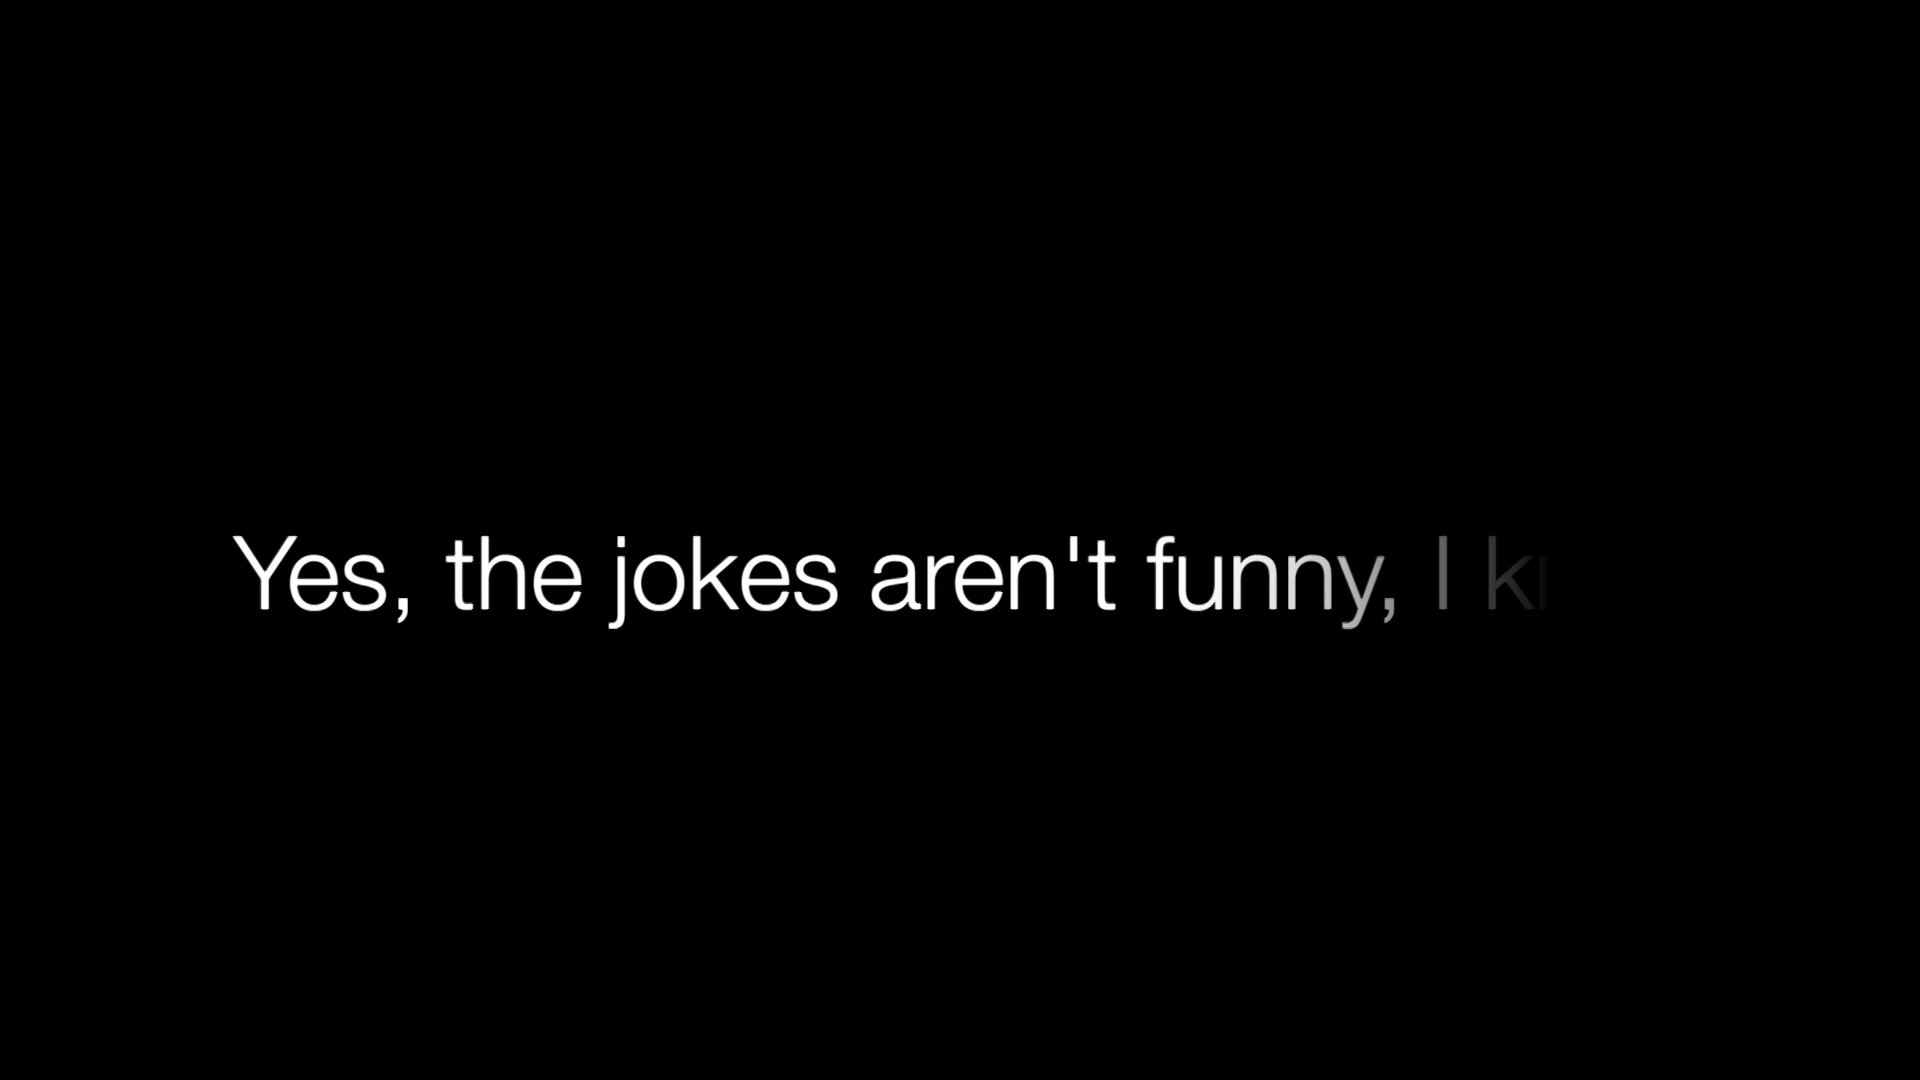 Yes, the jokes aren't funny, I k